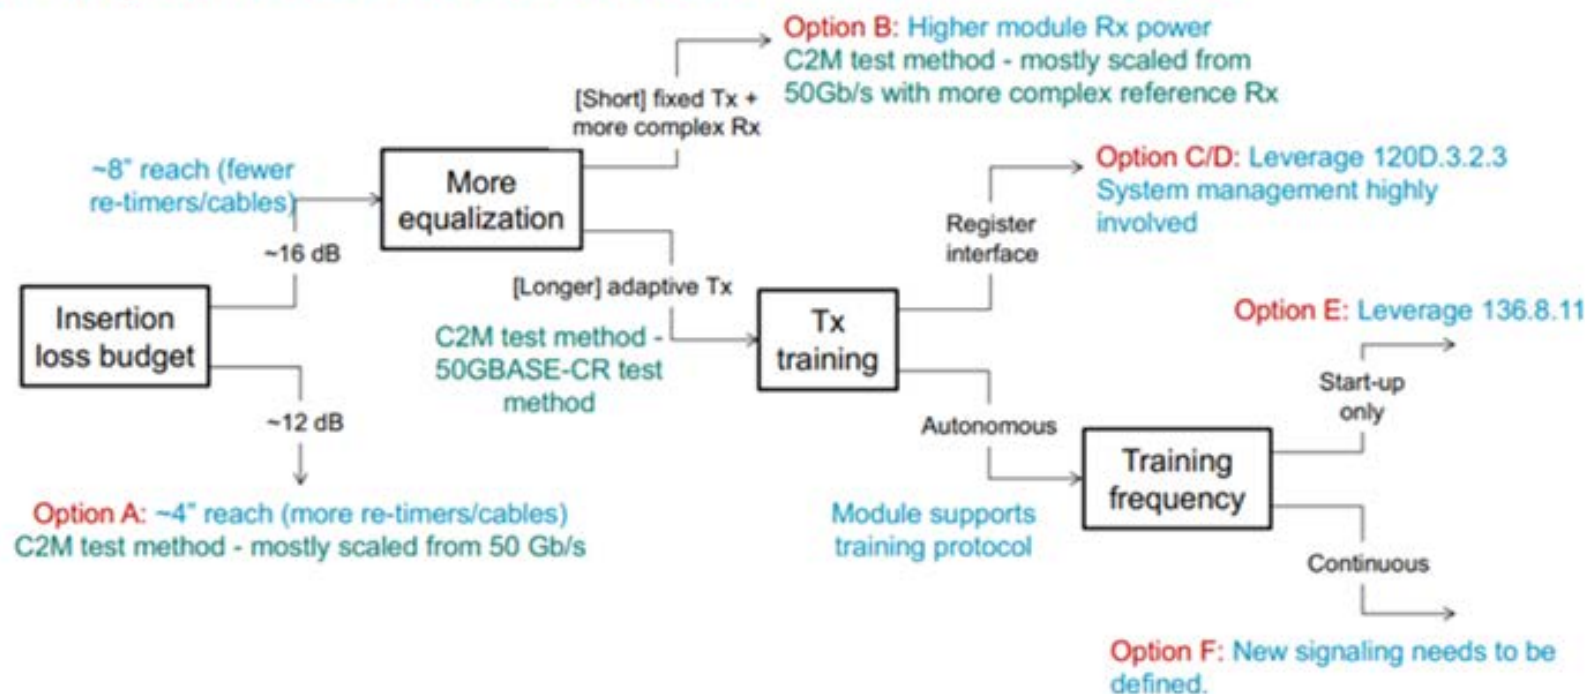 Option B: Higher module Rx power
C2M test method - mostly scaled from
50Gb/s with more complex reference Rx
[Short] fixed Tx +
more complex Rx
~8" reach (fewer
re-timers/cables)
More
equalization
Option C/D: Leverage 120D.3.2.3
System management highly
involved
Register
interface
~16 dB
[Longer] adaptive Tx
Insertion
loss budget
Tx
training
Option E: Leverage 136.8.11
C2M test method -
50GBASE-CR test
method
Start-up
only
~12 dB
Autonomous
Training
frequency
Option A: ~4" reach (more re-timers/cables)
C2M test method - mostly scaled from 50 Gb/s
Module supports
training protocol
Continuous
Option F: New signaling needs to be
defined.